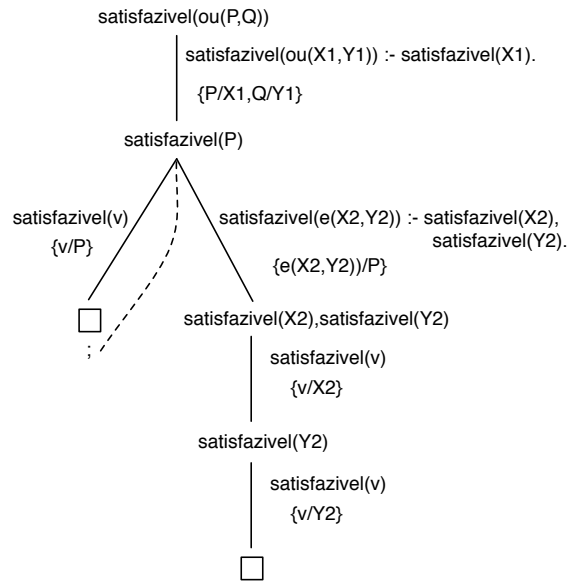 satisfazivel(ou(P,Q))
satisfazivel(ou(X1,Y1)) :- satisfazivel(X1).
{P/X1,Q/Y1}
satisfazivel(P)
satisfazivel(v)
{v/P}
satisfazivel(e(X2,Y2)) :- satisfazivel(X2),
satisfazivel(Y2).
{e(X2,Y2))/P}
;
satisfazivel(X2),satisfazivel(Y2)
satisfazivel(v)
{v/X2}
satisfazivel(Y2)
satisfazivel(v)
{v/Y2}